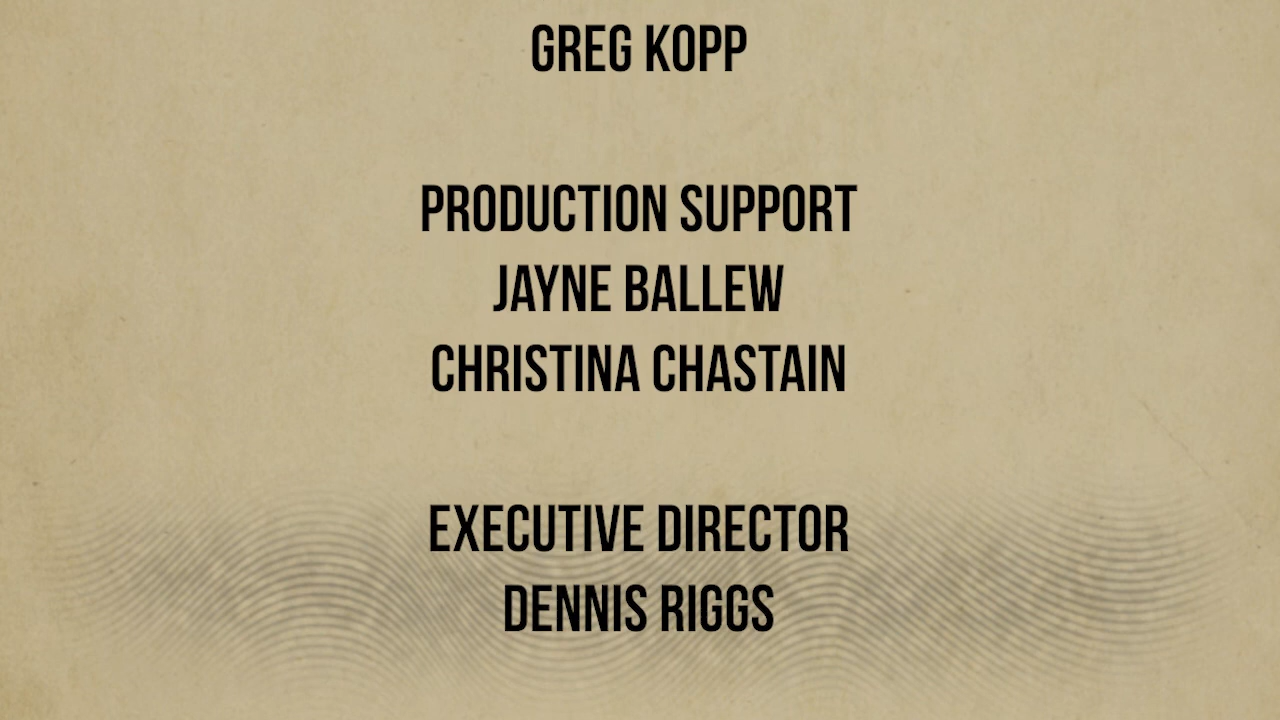 GREG KOPP
PRODUCTION SUPPORT
JAYNE BALLEW
CHRISTINA CHASTAIN
EXECUTIVE DIRECTOR
DENNIS RIGGS